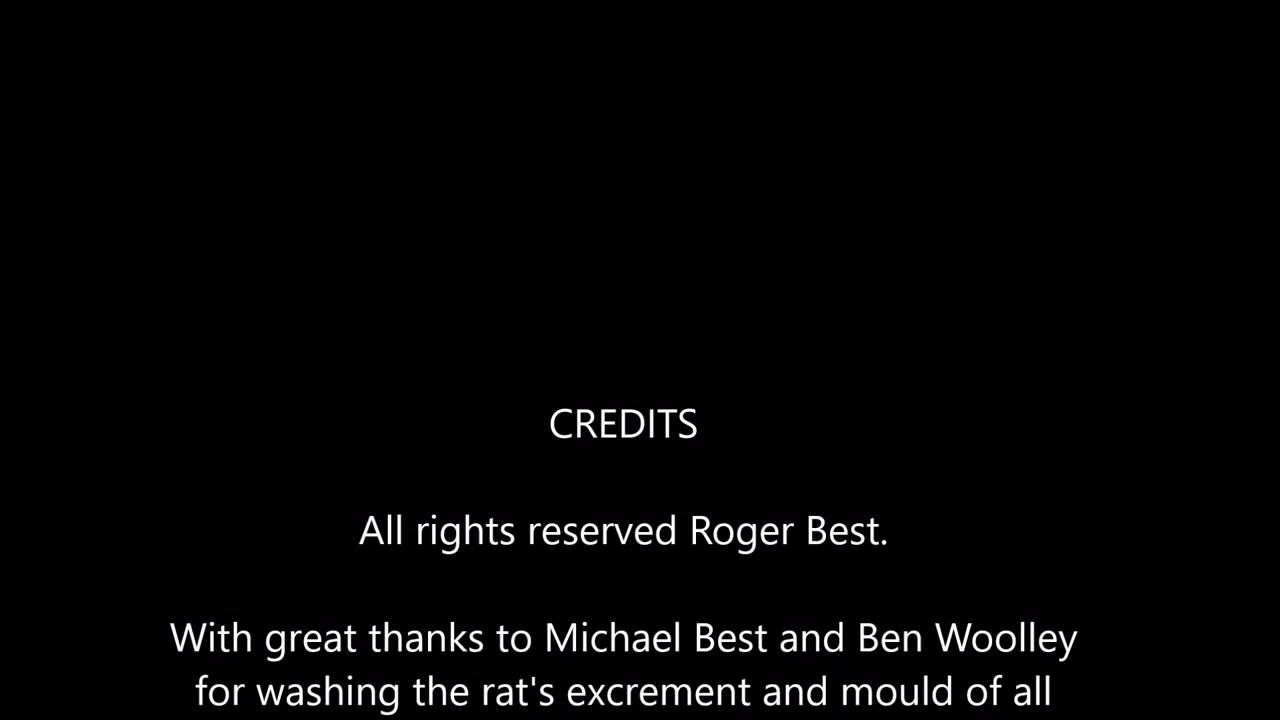 CREDITS
All rights reserved Roger Best.
With great thanks to Michael Best and Ben Woolley
for washing the rat's excrement and mould of all